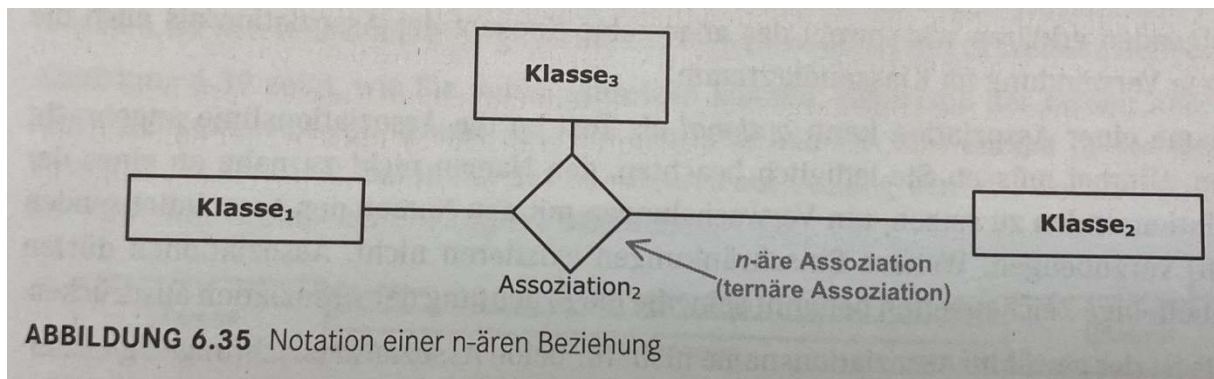 Klasse₃
Klasse₁
Klasse₂
n-äre Assoziation
(ternäre Assoziation)
Assoziation₂
ABBILDUNG 6.35 Notation einer n-ären Beziehung